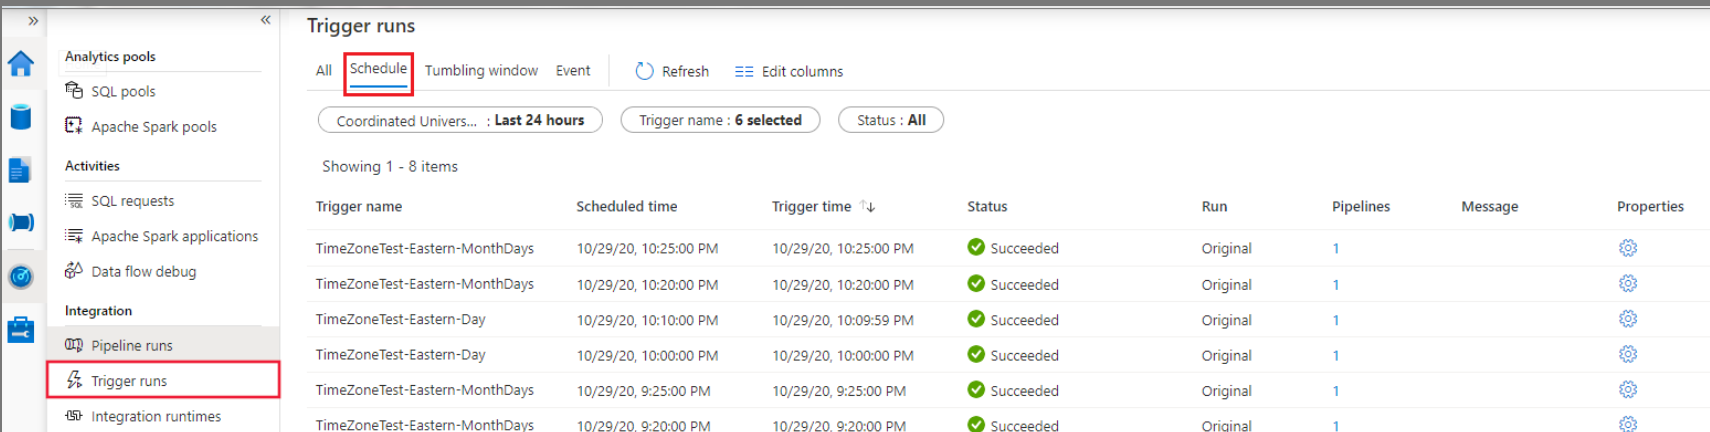 Analytics pools
SQL pools
Apache Spark pools
Activities
SQL requests
Apache Spark applications
Data flow debug
Integration
Pipeline runs
Trigger runs
Integration runtimes
Trigger runs
All Schedule Tumbling window Event Refresh Edit columns
Coordinated Univers... : Last 24 hours Trigger name : 6 selected Status : All
Showing 1 - 8 items
Trigger name Scheduled time Trigger time Status Run Pipelines Message Properties
TimeZoneTest-Eastern-MonthDays 10/29/20, 10:25:00 PM 10/29/20, 10:25:00 PM Succeeded Original 1
TimeZoneTest-Eastern-MonthDays 10/29/20, 10:20:00 PM 10/29/20, 10:20:00 PM Succeeded Original 1
TimeZoneTest-Eastern-Day 10/29/20, 10:10:00 PM 10/29/20, 10:09:59 PM Succeeded Original 1
TimeZoneTest-Eastern-Day 10/29/20, 10:00:00 PM 10/29/20, 10:00:00 PM Succeeded Original 1
TimeZoneTest-Eastern-MonthDays 10/29/20, 9:25:00 PM 10/29/20, 9:25:00 PM Succeeded Original 1
TimeZoneTest-Eastern-MonthDays 10/29/20, 9:20:00 PM 10/29/20, 9:20:00 PM Succeeded Original 1